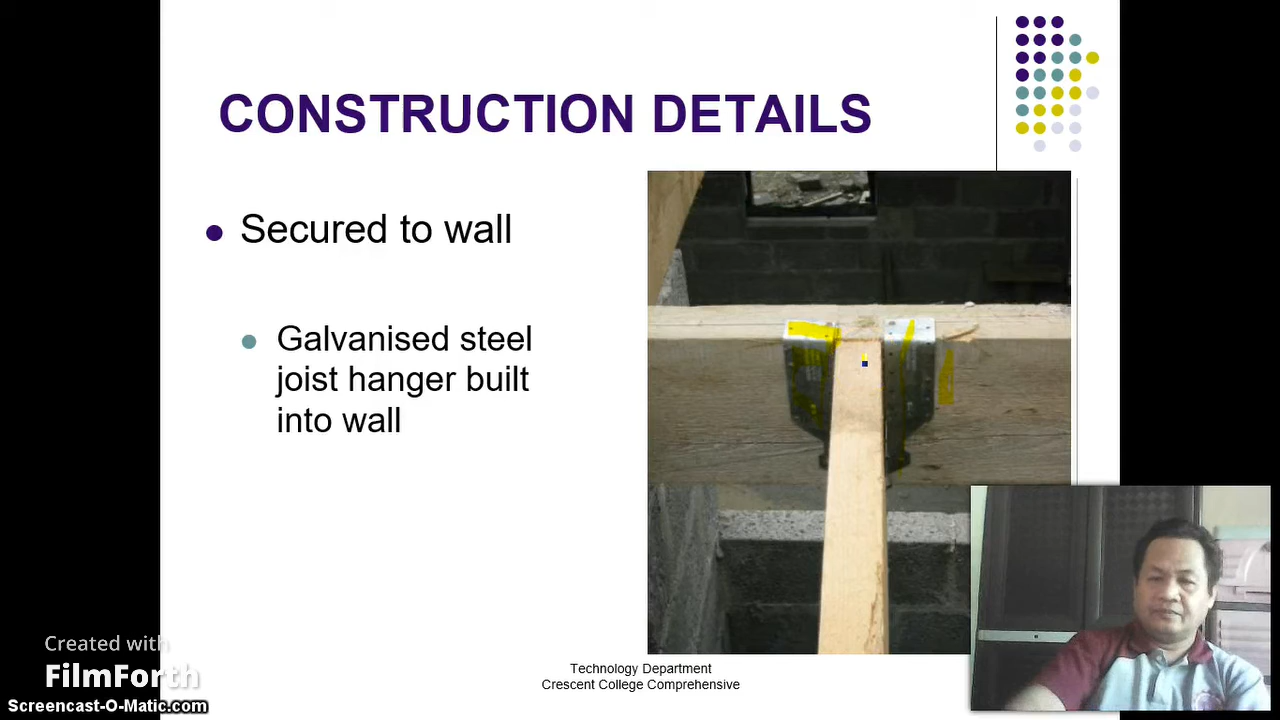 CONSTRUCTION DETAILS
Secured to wall
Galvanised steel
joist hanger built
into wall
Technology Department
Crescent College Comprehensive
Created with
FilmForth
Screencast-O-Matic.com